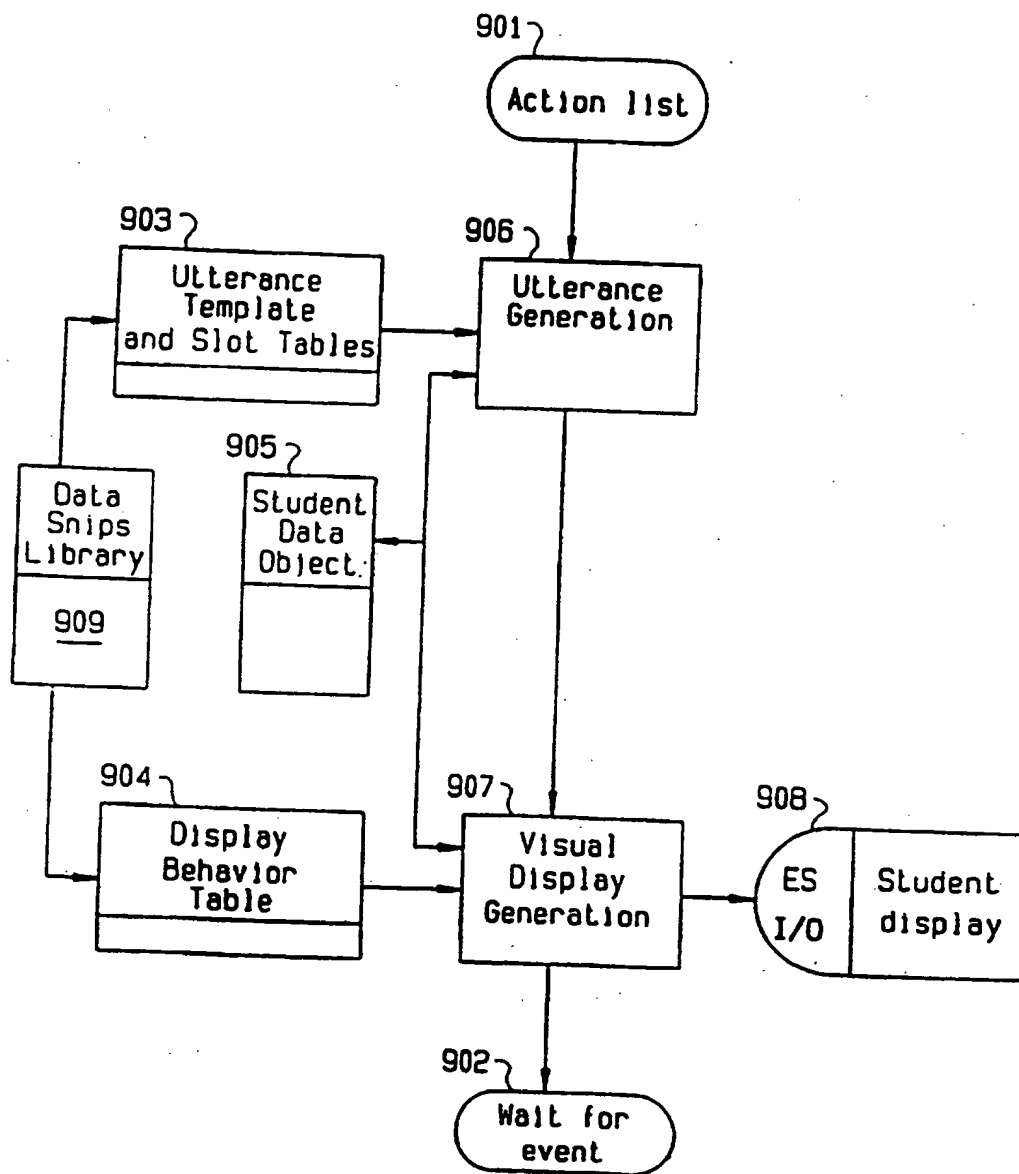 901
Action list
903
Utterance
Template
and Slot Tables
906
Utterance
Generation
905
Student
Data
Object
Data
Snips
Library
909
904
Display
Behavior
Table
907
Visual
Display
Generation
908
ES
I/O
Student
display
902
Wait for
event